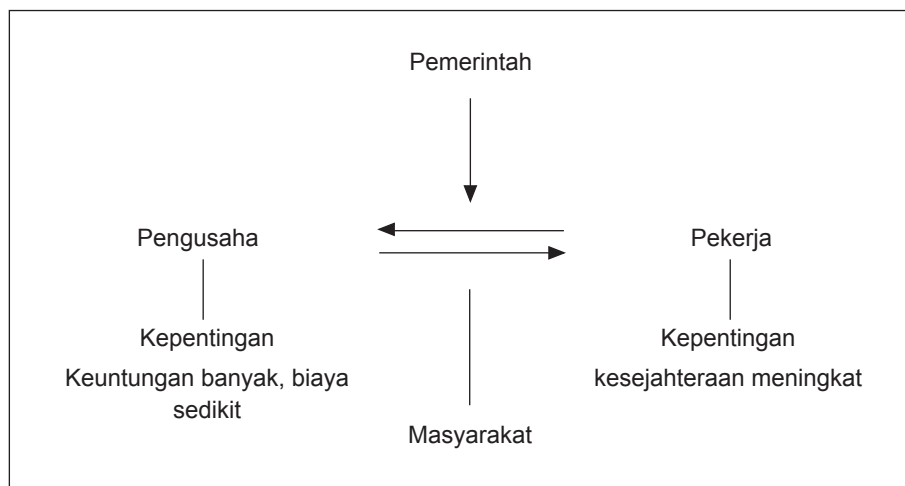 Pemerintah
Pengusaha
Pekerja
Kepentingan
Keuntungan banyak, biaya
sedikit
Kepentingan
kesejahteraan meningkat
Masyarakat